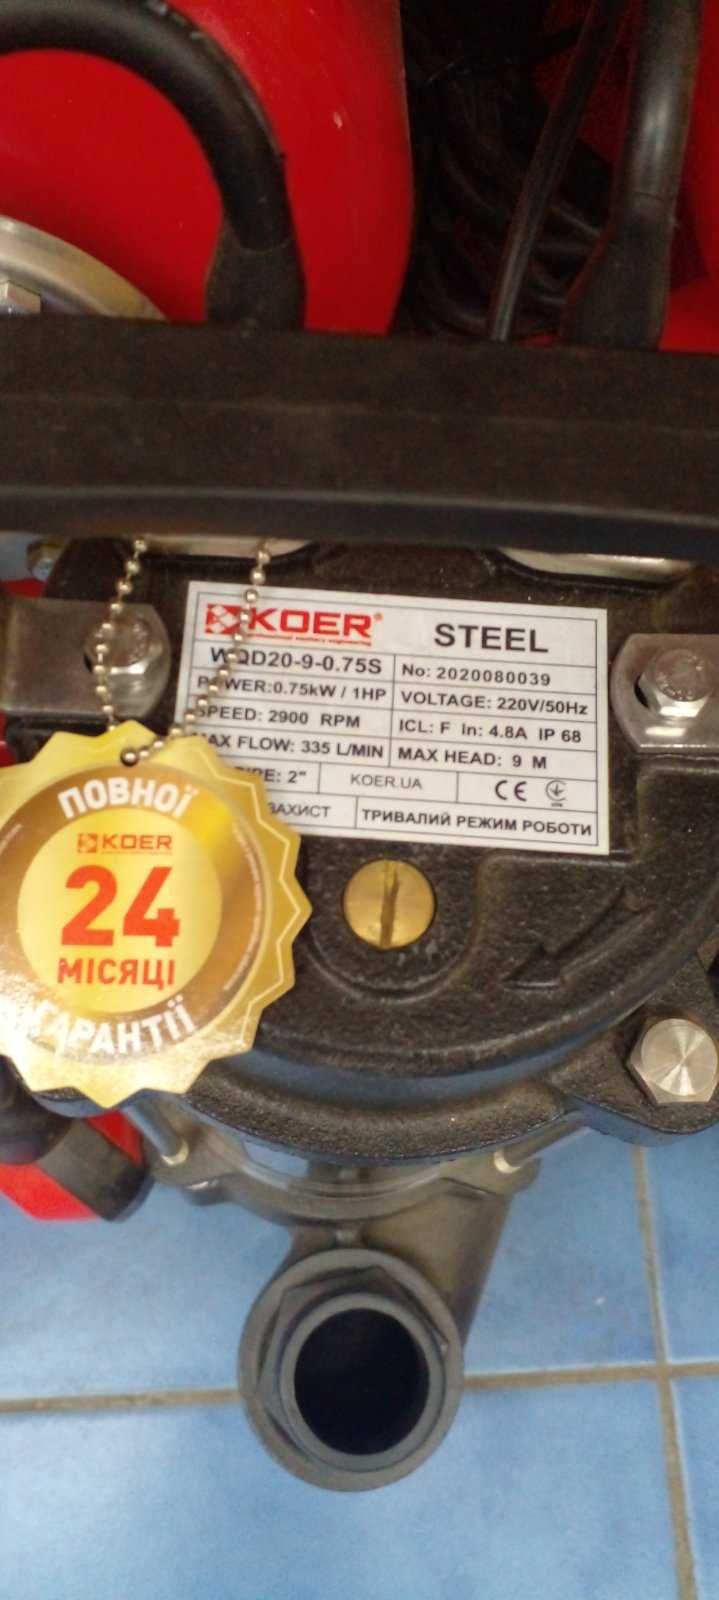 KOER®
STEEL
WQD20-9-0.75S
No: 2020080039
POWER:0.75kW / 1HP
VOLTAGE: 220V/50Hz
SPEED: 2900 RPM
ICL: F In: 4.8A IP 68
MAX FLOW: 335 L/MIN
MAX HEAD: 9 M
2"
KOER.UA
CE
ЗАХИСТ
ТРИВАЛИЙ РЕЖИМ РОБОТИ
ПОВНОЇ
KOER
24
МІСЯЦІ
ГАРАНТІЇ